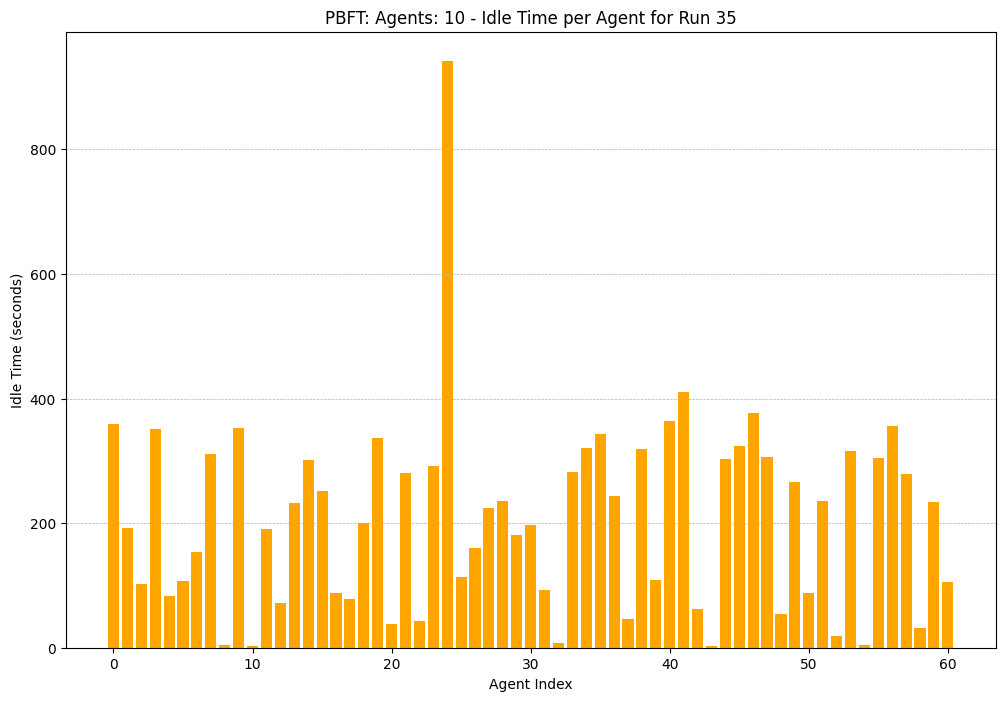 PBFT: Agents: 10 - Idle Time per Agent for Run 35
Idle Time (seconds)
800
600
400
200
0
0 10 20 30 40 50 60
Agent Index